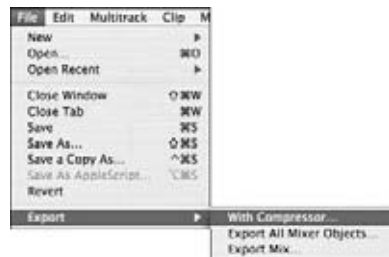 File Edit Multitrack Clip M
New
Open... ⌘O
Open Recent
Close Window ⇧⌘W
Close Tab ⌘W
Save ⌘S
Save As... ⇧⌘S
Save a Copy As... ^⌘S
Save As AppleScript... ⌥⌘S
Revert
Export With Compressor...
Export All Mixer Objects...
Export Mix...